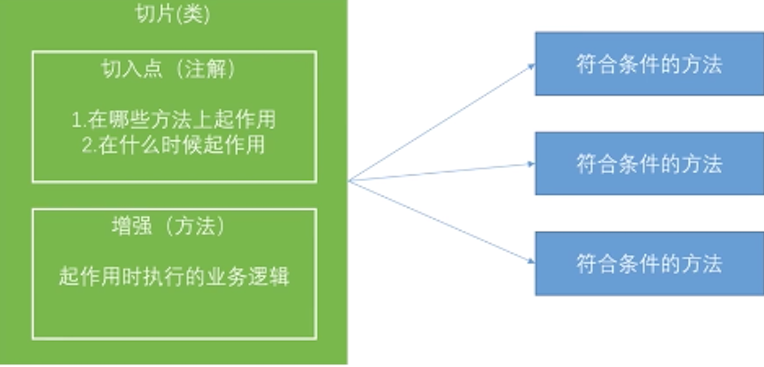 切片(类)
切入点（注解）
1.在哪些方法上起作用
2.在什么时候起作用
增强（方法）
起作用时执行的业务逻辑
符合条件的方法
符合条件的方法
符合条件的方法